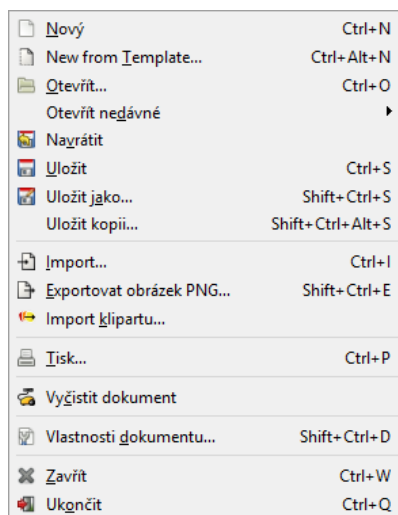 Nový Ctrl+N
New from Template... Ctrl+Alt+N
Otevřít... Ctrl+O
Otevřít nedávné
Navrátit
Uložit Ctrl+S
Uložit jako... Shift+Ctrl+S
Uložit kopii... Shift+Ctrl+Alt+S
Import... Ctrl+I
Exportovat obrázek PNG... Shift+Ctrl+E
Import klipartu...
Tisk... Ctrl+P
Vyčistit dokument
Vlastnosti dokumentu... Shift+Ctrl+D
Zavřít Ctrl+W
Ukončit Ctrl+Q